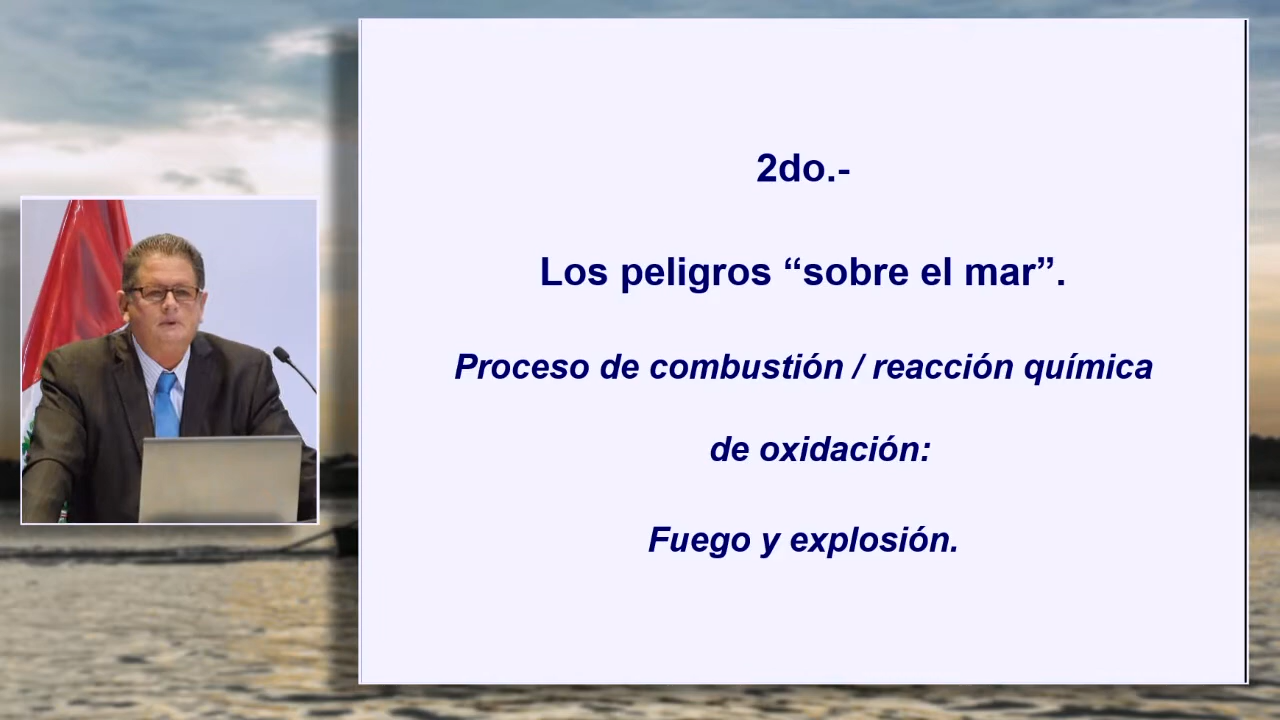 2do.-
Los peligros “sobre el mar”.
Proceso de combustión / reacción química
de oxidación:
Fuego y explosión.